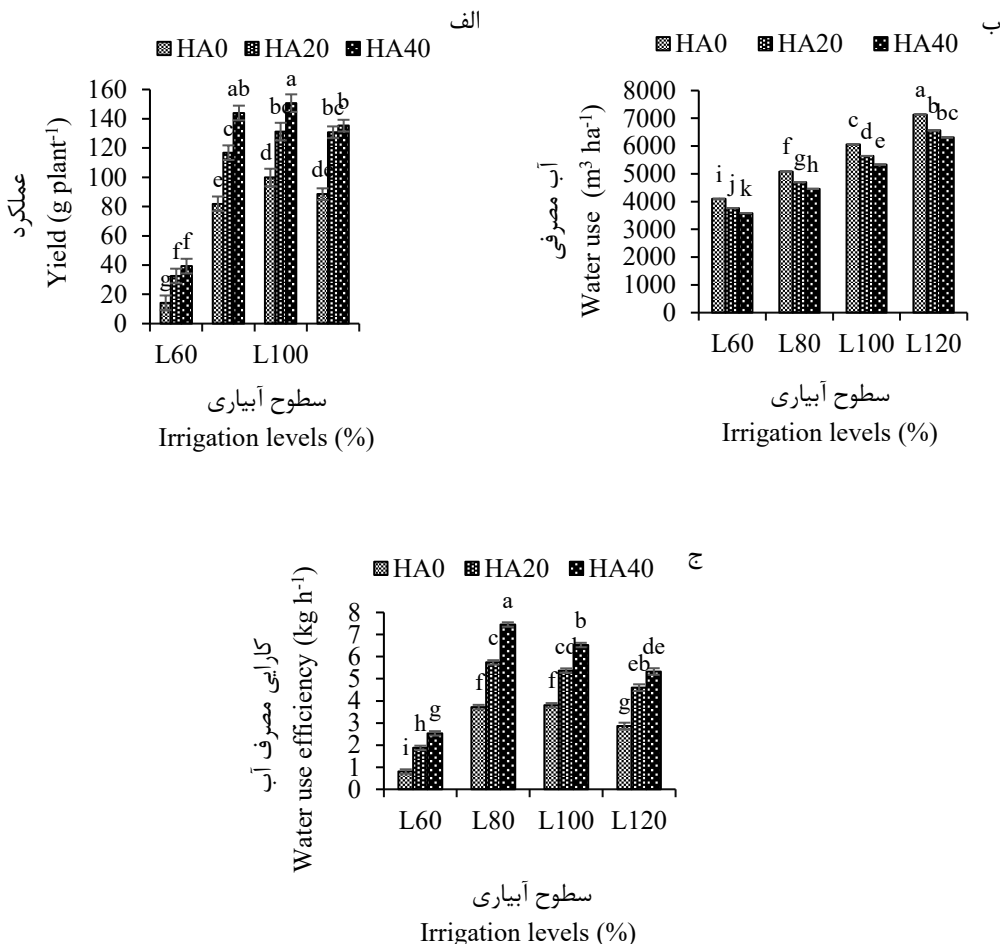 الف
HA0 HA20 HA40
عملکرد
Yield (g plant-1)
160
140
120
100
80
60
40
20
0
g f f
e c ab
d bc a
de bc b
L60 L100
سطوح آبیاری
Irrigation levels (%)
ب
HA0 HA20 HA40
آب مصرفی
Water use (m3 ha-1)
8000
7000
6000
5000
4000
3000
2000
1000
0
i j k
f g h
c d e
a b bc
L60 L80 L100 L120
سطوح آبیاری
Irrigation levels (%)
ج
HA0 HA20 HA40
کارایی مصرف آب
Water use efficiency (kg h-1)
8
7
6
5
4
3
2
1
0
i h g
f c a
f cd b
g eb de
L60 L80 L100 L120
سطوح آبیاری
Irrigation levels (%)